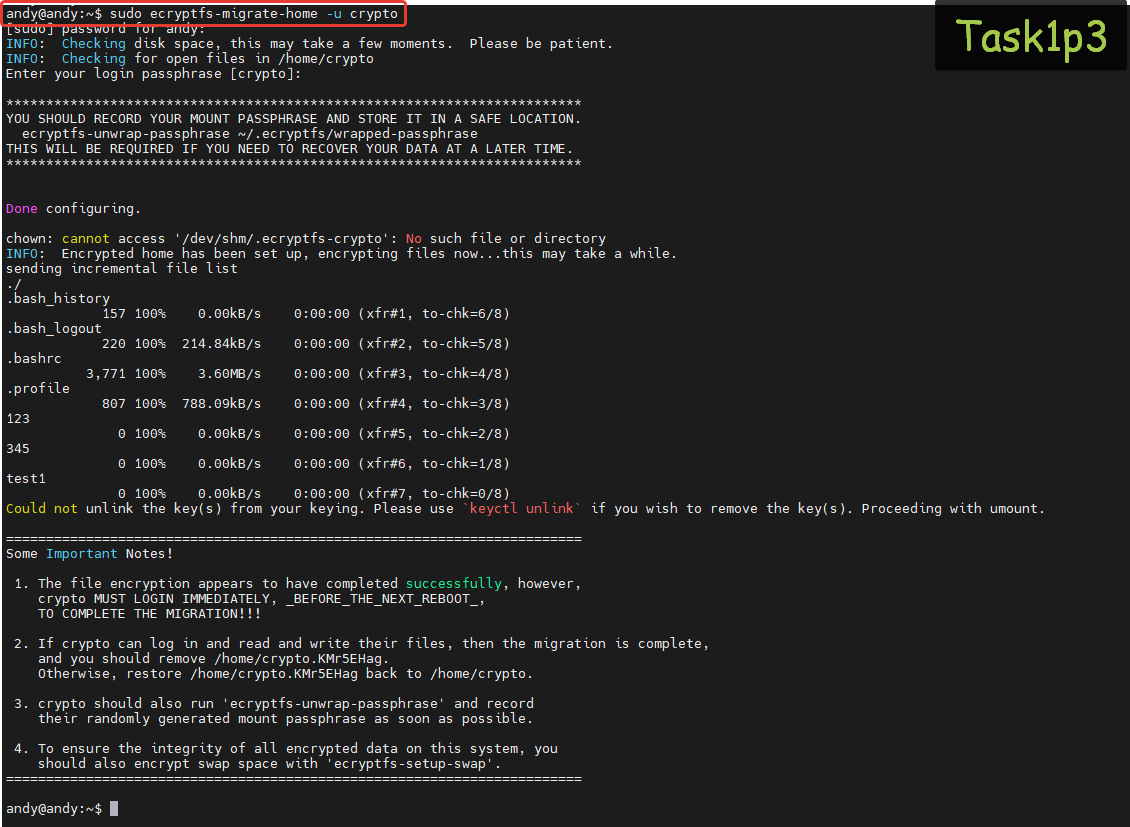 andy@andy:~$ sudo ecryptfs-migrate-home -u crypto
Task1p3
[sudo] password for andy:
INFO:  Checking disk space, this may take a few moments.  Please be patient.
INFO:  Checking for open files in /home/crypto
Enter your login passphrase [crypto]:
************************************************************************
YOU SHOULD RECORD YOUR MOUNT PASSPHRASE AND STORE IT IN A SAFE LOCATION.
  ecryptfs-unwrap-passphrase ~/.ecryptfs/wrapped-passphrase
THIS WILL BE REQUIRED IF YOU NEED TO RECOVER YOUR DATA AT A LATER TIME.
************************************************************************
Done configuring.
chown: cannot access '/dev/shm/.ecryptfs-crypto': No such file or directory
INFO:  Encrypted home has been set up, encrypting files now...this may take a while.
sending incremental file list
./
.bash_history
            157 100%    0.00kB/s    0:00:00 (xfr#1, to-chk=6/8)
.bash_logout
            220 100%  214.84kB/s    0:00:00 (xfr#2, to-chk=5/8)
.bashrc
          3,771 100%    3.60MB/s    0:00:00 (xfr#3, to-chk=4/8)
.profile
            807 100%  788.09kB/s    0:00:00 (xfr#4, to-chk=3/8)
123
              0 100%    0.00kB/s    0:00:00 (xfr#5, to-chk=2/8)
345
              0 100%    0.00kB/s    0:00:00 (xfr#6, to-chk=1/8)
test1
              0 100%    0.00kB/s    0:00:00 (xfr#7, to-chk=0/8)
Could not unlink the key(s) from your keying. Please use `keyctl unlink` if you wish to remove the key(s). Proceeding with umount.
========================================================================
Some Important Notes!
 1. The file encryption appears to have completed successfully, however,
    crypto MUST LOGIN IMMEDIATELY, _BEFORE_THE_NEXT_REBOOT_,
    TO COMPLETE THE MIGRATION!!!
 2. If crypto can log in and read and write their files, then the migration is complete,
    and you should remove /home/crypto.KMr5EHag.
    Otherwise, restore /home/crypto.KMr5EHag back to /home/crypto.
 3. crypto should also run 'ecryptfs-unwrap-passphrase' and record
    their randomly generated mount passphrase as soon as possible.
 4. To ensure the integrity of all encrypted data on this system, you
    should also encrypt swap space with 'ecryptfs-setup-swap'.
========================================================================
andy@andy:~$